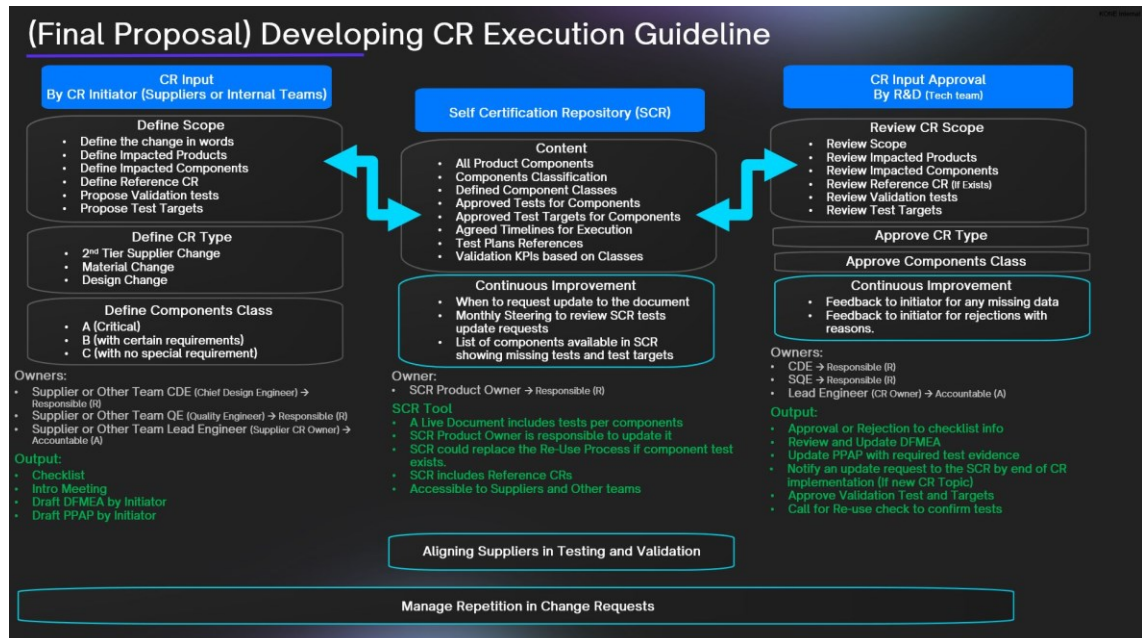 (Final Proposal) Developing CR Execution Guideline
CR Input
By CR Initiator (Suppliers or Internal Teams)
Define Scope
• Define the change in words
• Define Impacted Products
• Define Impacted Components
• Define Reference CR
• Propose Validation tests
• Propose Test Targets
Define CR Type
• 2nd Tier Supplier Change
• Material Change
• Design Change
Define Components Class
• A (Critical)
• B (with certain requirements)
• C (with no special requirement)
Owners:
• Supplier or Other Team CDE (Chief Design Engineer) →
Responsible (R)
• Supplier or Other Team QE (Quality Engineer) → Responsible (R)
• Supplier or Other Team Lead Engineer (Supplier CR Owner) →
Accountable (A)
Output:
• Checklist
• Intro Meeting
• Draft DFMEA by Initiator
• Draft PPAP by Initiator
Self Certification Repository (SCR)
Content
• All Product Components
• Components Classification
• Defined Component Classes
• Approved Tests for Components
• Approved Test Targets for Components
• Agreed Timelines for Execution
• Test Plans References
• Validation KPIs based on Classes
Continuous Improvement
• When to request update to the document
• Monthly Steering to review SCR tests
update requests
• List of components available in SCR
showing missing tests and test targets
Owner:
• SCR Product Owner → Responsible (R)
SCR Tool
• A Live Document includes tests per components
• SCR Product Owner is responsible to update it
• SCR could replace the Re-Use Process if component test
exists.
• SCR includes Reference CRs
• Accessible to Suppliers and Other teams
CR Input Approval
By R&D (Tech team)
Review CR Scope
• Review Scope
• Review Impacted Products
• Review Impacted Components
• Review Reference CR (If Exists)
• Review Validation tests
• Review Test Targets
Approve CR Type
Approve Components Class
Continuous Improvement
• Feedback to initiator for any missing data
• Feedback to initiator for rejections with
reasons.
Owners:
• CDE → Responsible (R)
• SQE → Responsible (R)
• Lead Engineer (CR Owner) → Accountable (A)
Output:
• Approval or Rejection to checklist info
• Review and Update DFMEA
• Update PPAP with required test evidence
• Notify an update request to the SCR by end of CR
implementation (If new CR Topic)
• Approve Validation Test and Targets
• Call for Re-use check to confirm tests
Aligning Suppliers in Testing and Validation
Manage Repetition in Change Requests